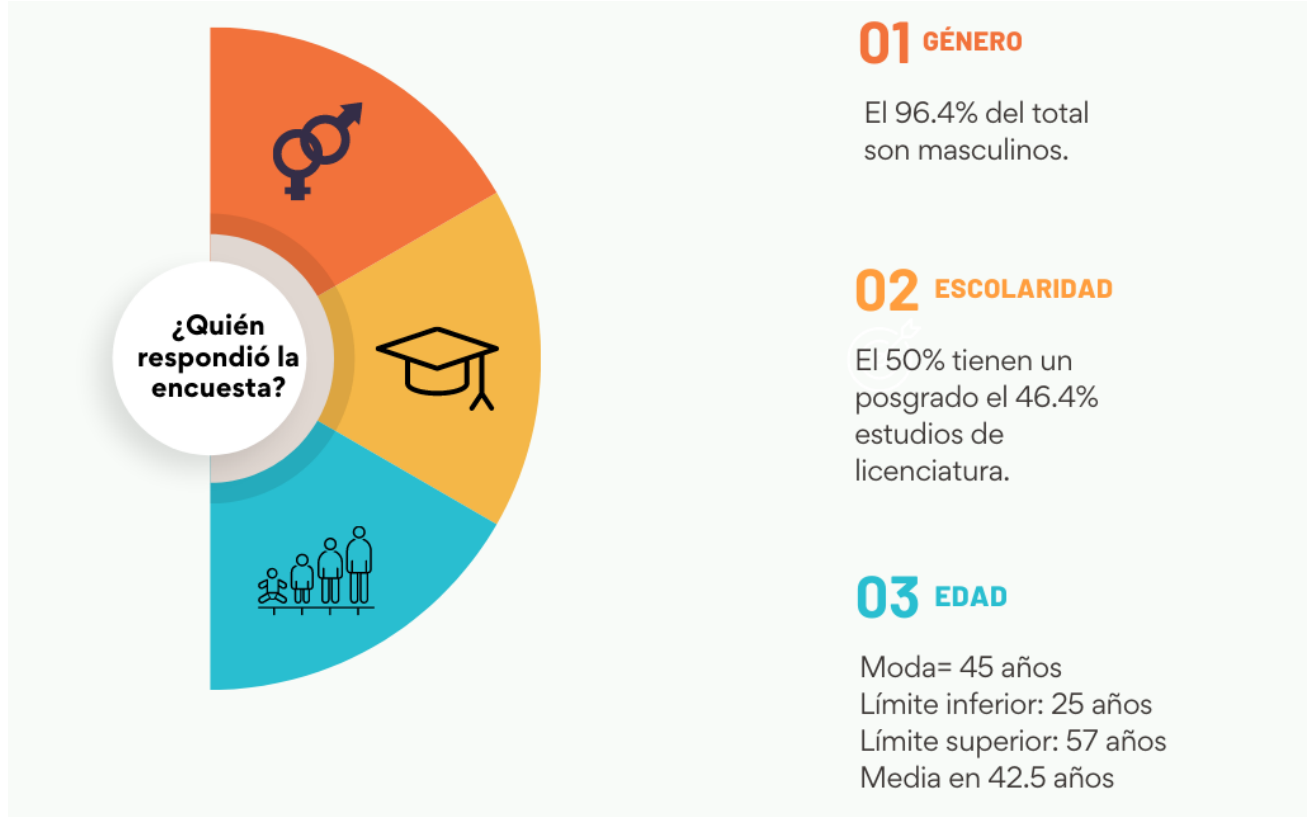 ¿Quién
respondió la
encuesta?
01 GÉNERO
El 96.4% del total
son masculinos.
02 ESCOLARIDAD
El 50% tienen un
posgrado el 46.4%
estudios de
licenciatura.
03 EDAD
Moda= 45 años
Límite inferior: 25 años
Límite superior: 57 años
Media en 42.5 años